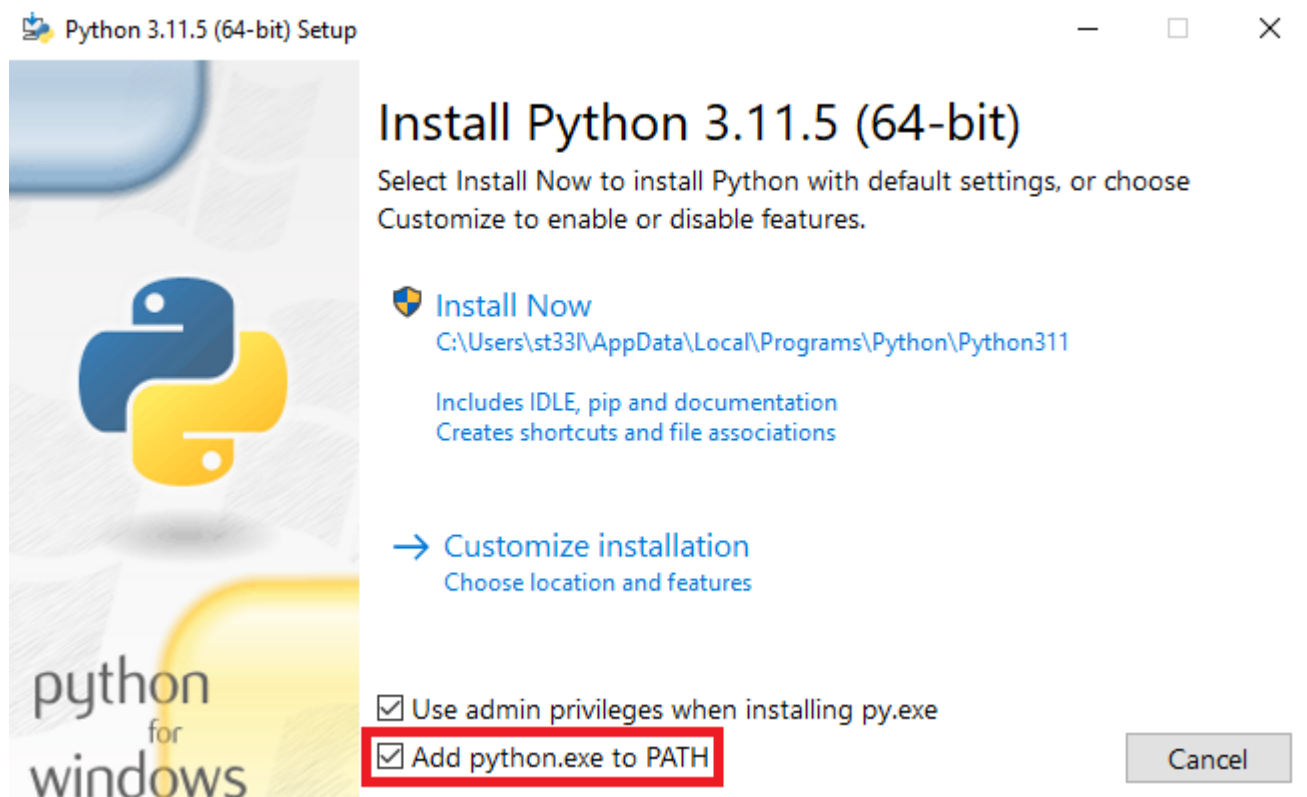 Python 3.11.5 (64-bit) Setup
Install Python 3.11.5 (64-bit)
Select Install Now to install Python with default settings, or choose
Customize to enable or disable features.
Install Now
C:\Users\st33l\AppData\Local\Programs\Python\Python311
Includes IDLE, pip and documentation
Creates shortcuts and file associations
Customize installation
Choose location and features
python
for
windows
Use admin privileges when installing py.exe
Add python.exe to PATH
Cancel